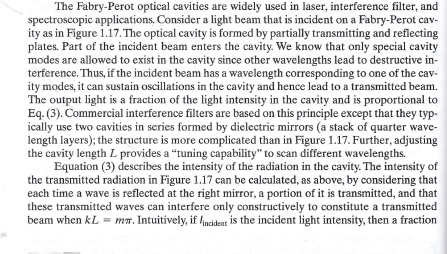 The Fabry-Perot optical cavities are widely used in laser, interference filter, and
spectroscopic applications. Consider a light beam that is incident on a Fabry-Perot cav-
ity as in Figure 1.17. The optical cavity is formed by partially transmitting and reflecting
plates. Part of the incident beam enters the cavity. We know that only special cavity
modes are allowed to exist in the cavity since other wavelengths lead to destructive in-
terference. Thus, if the incident beam has a wavelength corresponding to one of the cav-
ity modes, it can sustain oscillations in the cavity and hence lead to a transmitted beam.
The output light is a fraction of the light intensity in the cavity and is proportional to
Eq. (3). Commercial interference filters are based on this principle except that they typ-
ically use two cavities in series formed by dielectric mirrors (a stack of quarter wave-
length layers); the structure is more complicated than in Figure 1.17. Further, adjusting
the cavity length L provides a "tuning capability" to scan different wavelengths.
Equation (3) describes the intensity of the radiation in the cavity. The intensity of
the transmitted radiation in Figure 1.17 can be calculated, as above, by considering that
each time a wave is reflected at the right mirror, a portion of it is transmitted, and that
these transmitted waves can interfere only constructively to constitute a transmitted
beam when kL = mπ. Intuitively, if I_incident is the incident light intensity, then a fraction